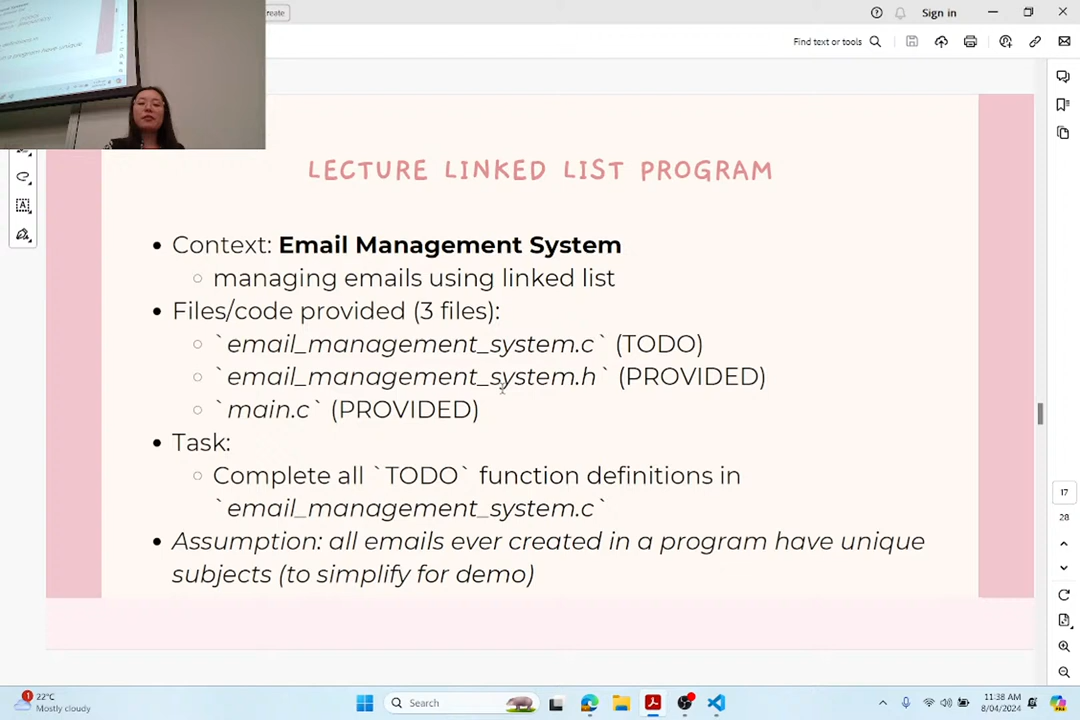 reate
Sign in
Find text or tools
LECTURE LINKED LIST PROGRAM
• Context: Email Management System
○ managing emails using linked list
• Files/code provided (3 files):
○ `email_management_system.c` (TODO)
○ `email_management_system.h` (PROVIDED)
○ `main.c` (PROVIDED)
• Task:
○ Complete all `TODO` function definitions in
`email_management_system.c`
• Assumption: all emails ever created in a program have unique
subjects (to simplify for demo)
17
28
1
22°C
Mostly cloudy
Search
11:38 AM
8/04/2024